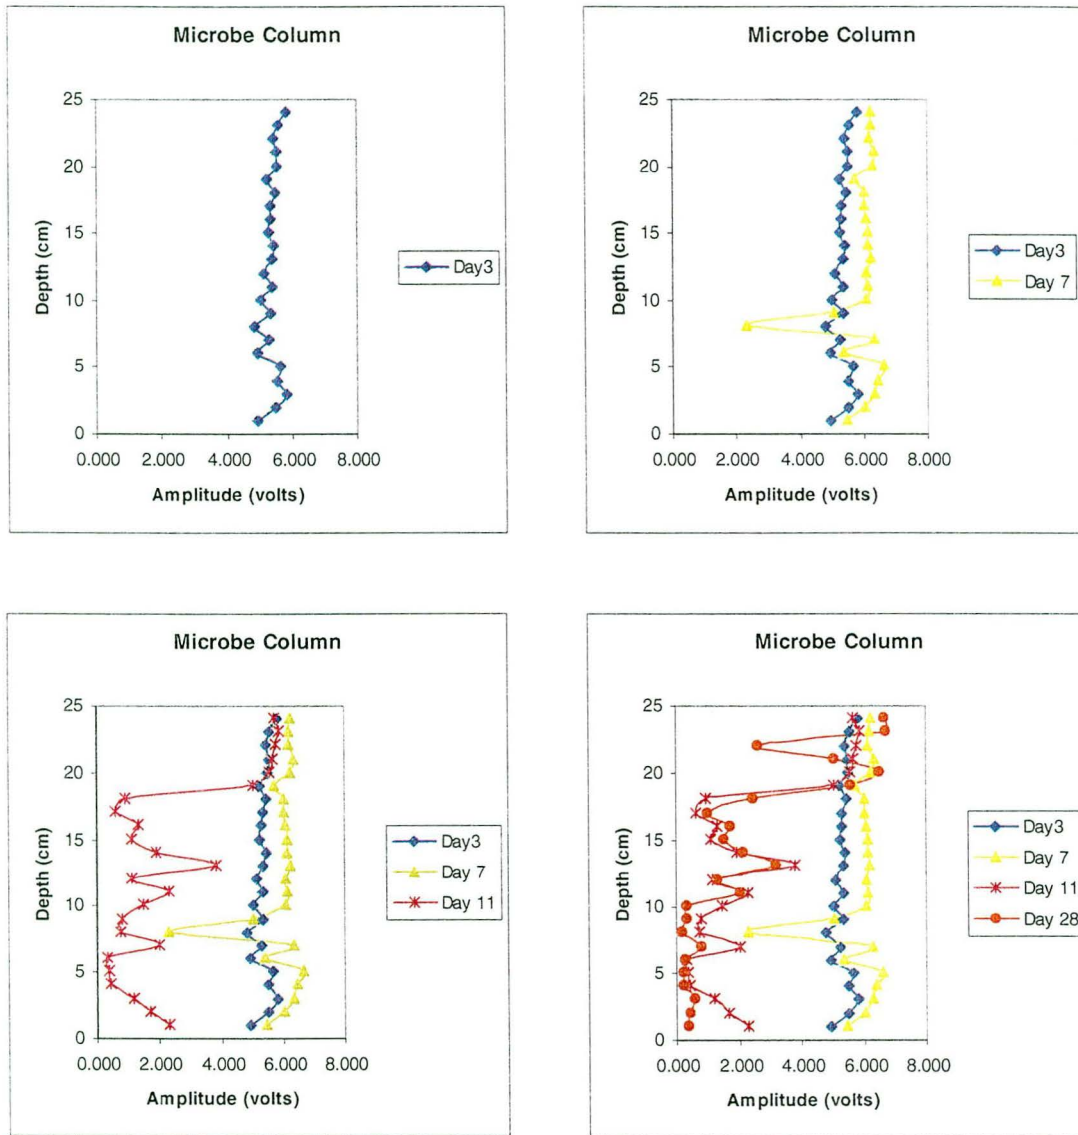 Microbe Column
25
20
15
10
5
0
Depth (cm)
0.000 2.000 4.000 6.000 8.000
Amplitude (volts)
Day3
Microbe Column
25
20
15
10
5
0
Depth (cm)
0.000 2.000 4.000 6.000 8.000
Amplitude (volts)
Day3
Day 7
Microbe Column
25
20
15
10
5
0
Depth (cm)
0.000 2.000 4.000 6.000 8.000
Amplitude (volts)
Day3
Day 7
Day 11
Microbe Column
25
20
15
10
5
0
Depth (cm)
0.000 2.000 4.000 6.000 8.000
Amplitude (volts)
Day3
Day 7
Day 11
Day 28